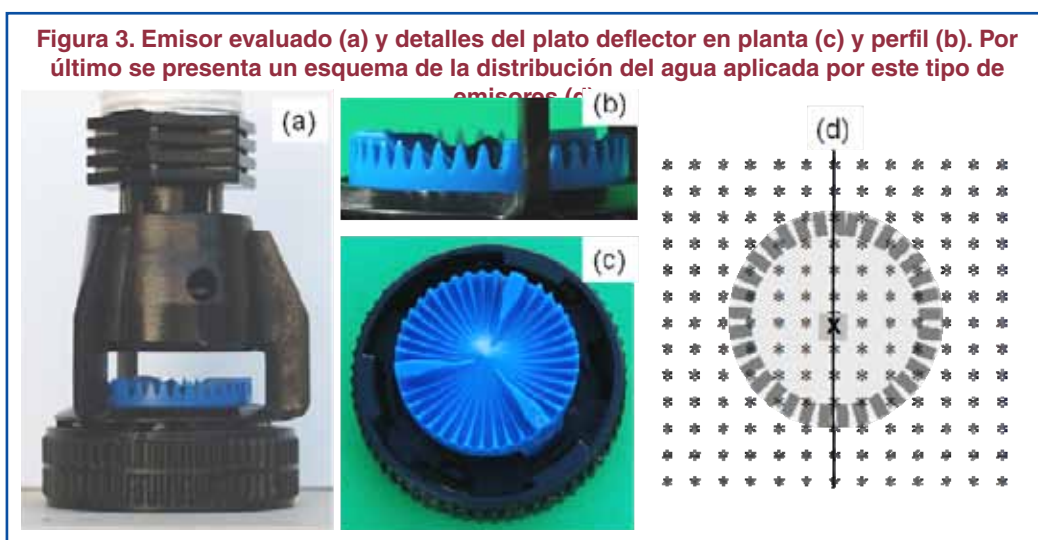 Figura 3. Emisor evaluado (a) y detalles del plato deflector en planta (c) y perfil (b). Por
último se presenta un esquema de la distribución del agua aplicada por este tipo de
emisores (d)
(a)
(b)
(c)
(d)
X